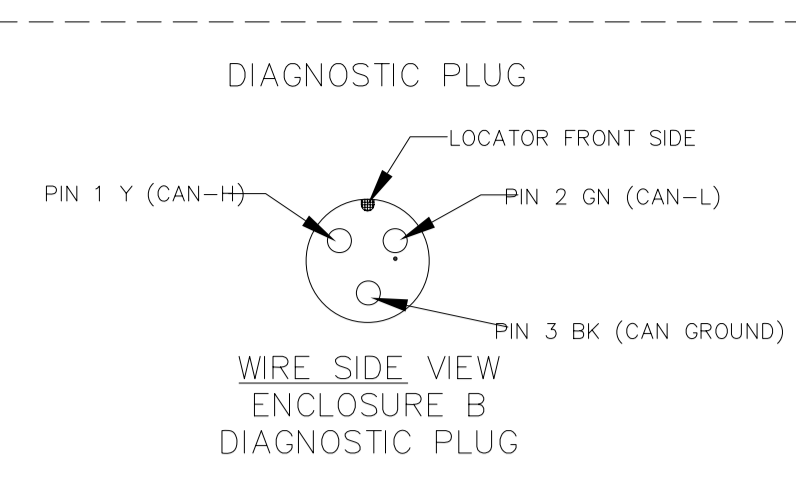 DIAGNOSTIC PLUG
LOCATOR FRONT SIDE
PIN 1 Y (CAN-H)
PIN 2 GN (CAN-L)
PIN 3 BK (CAN GROUND)
WIRE SIDE VIEW
ENCLOSURE B
DIAGNOSTIC PLUG